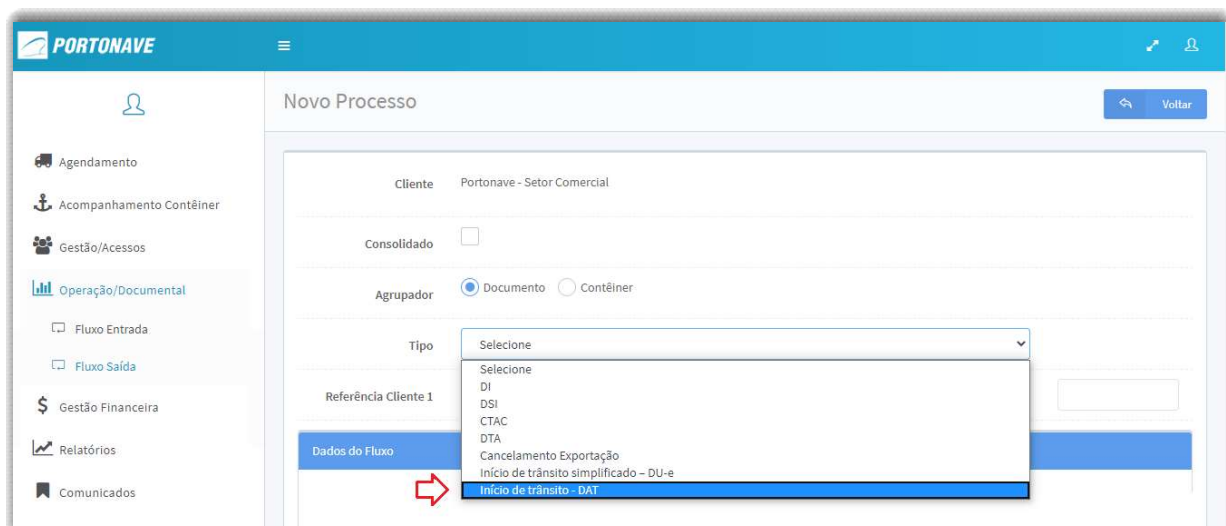 PORTONAVE
Novo Processo
Voltar
Agendamento
Acompanhamento Contêiner
Gestão/Acessos
Operação/Documental
Fluxo Entrada
Fluxo Saída
Gestão Financeira
Relatórios
Comunicados
Cliente Portonave - Setor Comercial
Consolidado
Agrupador Documento Contêiner
Tipo Selecione
Selecione
DI
DSI
CTAC
DTA
Cancelamento Exportação
Início de trânsito simplificado – DU-e
Início de trânsito - DAT
Referência Cliente 1
Dados do Fluxo